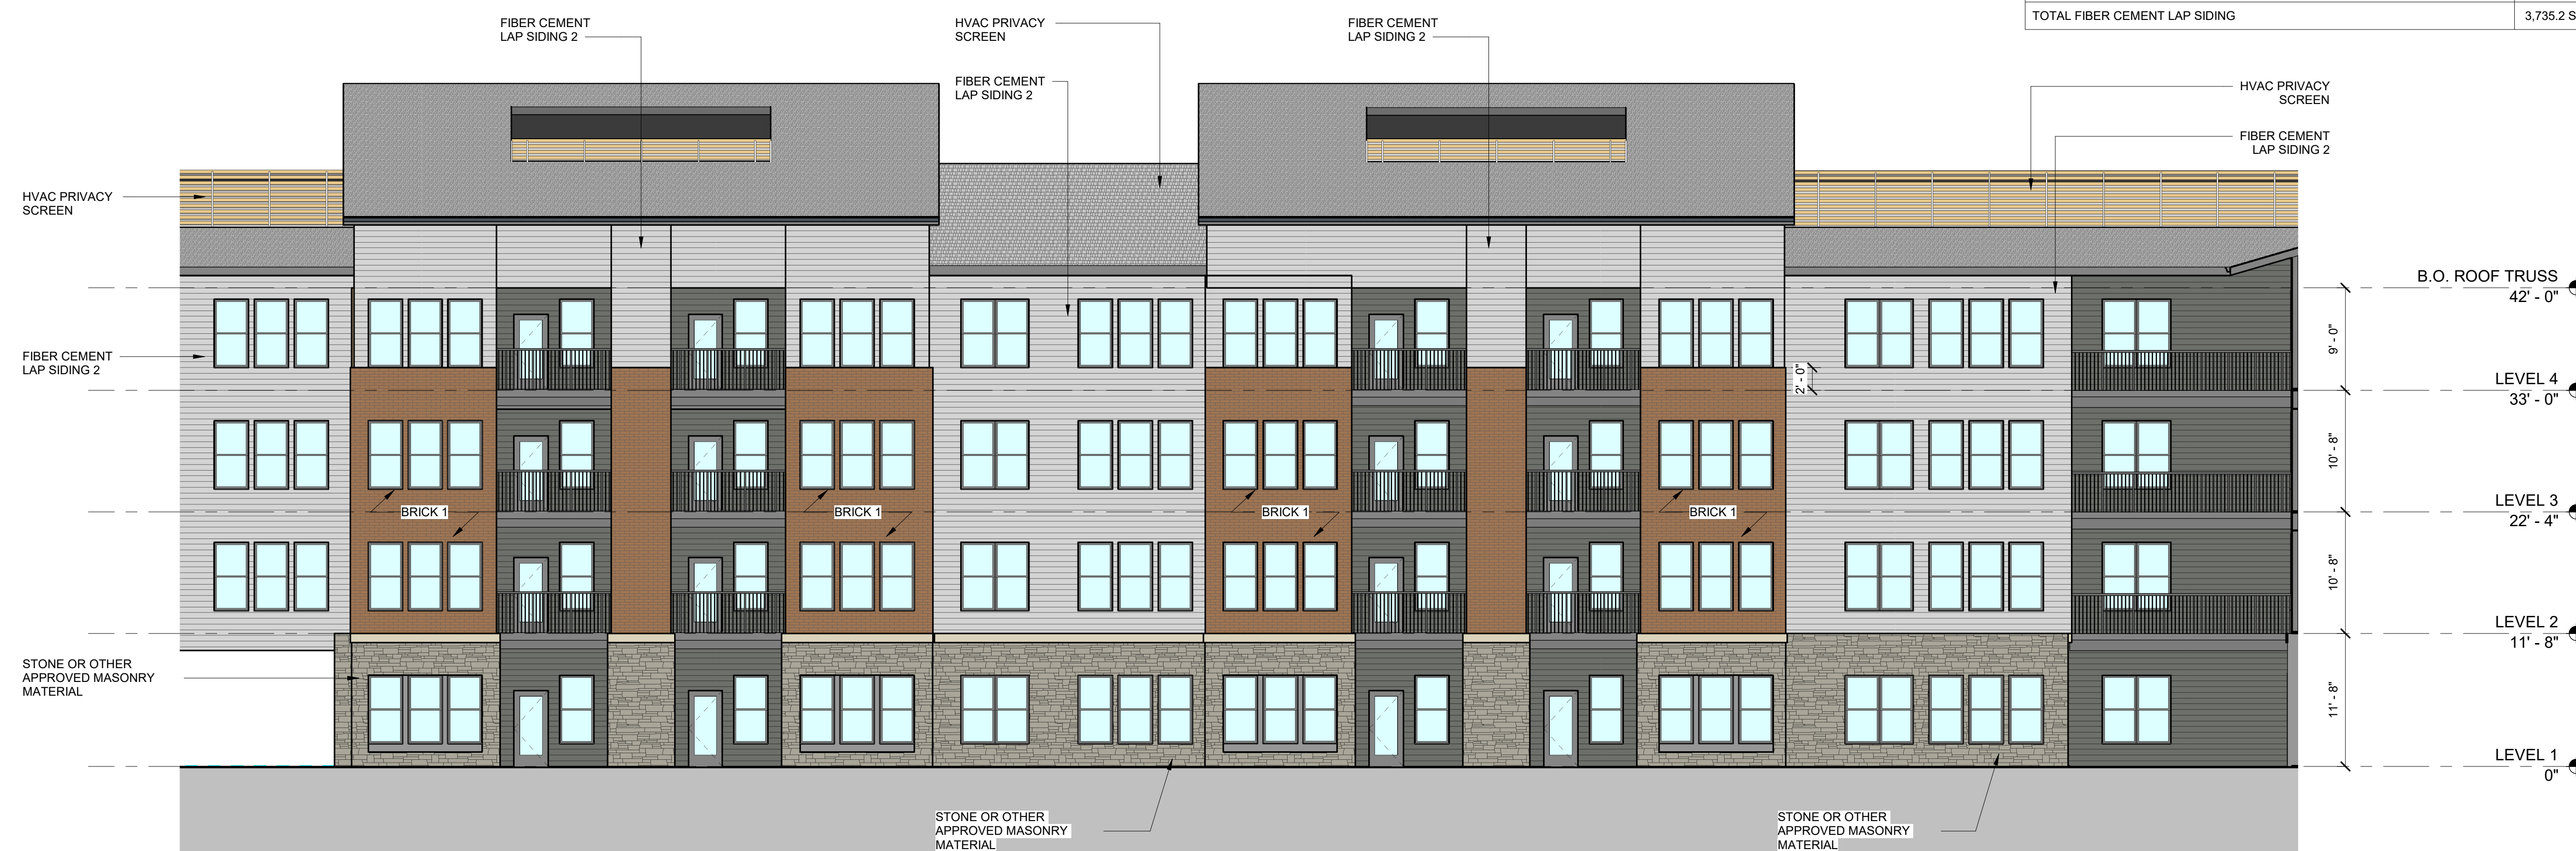 TOTAL FIBER CEMENT LAP SIDING 3,735.2 S
FIBER CEMENT
LAP SIDING 2
HVAC PRIVACY
SCREEN
FIBER CEMENT
LAP SIDING 2
FIBER CEMENT
LAP SIDING 2
HVAC PRIVACY
SCREEN
FIBER CEMENT
LAP SIDING 2
HVAC PRIVACY
SCREEN
FIBER CEMENT
LAP SIDING 2
STONE OR OTHER
APPROVED MASONRY
MATERIAL
BRICK 1
BRICK 1
BRICK 1
BRICK 1
2' - 0"
B.O. ROOF TRUSS
42' - 0"
9' - 0"
LEVEL 4
33' - 0"
10' - 8"
LEVEL 3
22' - 4"
10' - 8"
LEVEL 2
11' - 8"
11' - 8"
LEVEL 1
0"
STONE OR OTHER
APPROVED MASONRY
MATERIAL
STONE OR OTHER
APPROVED MASONRY
MATERIAL